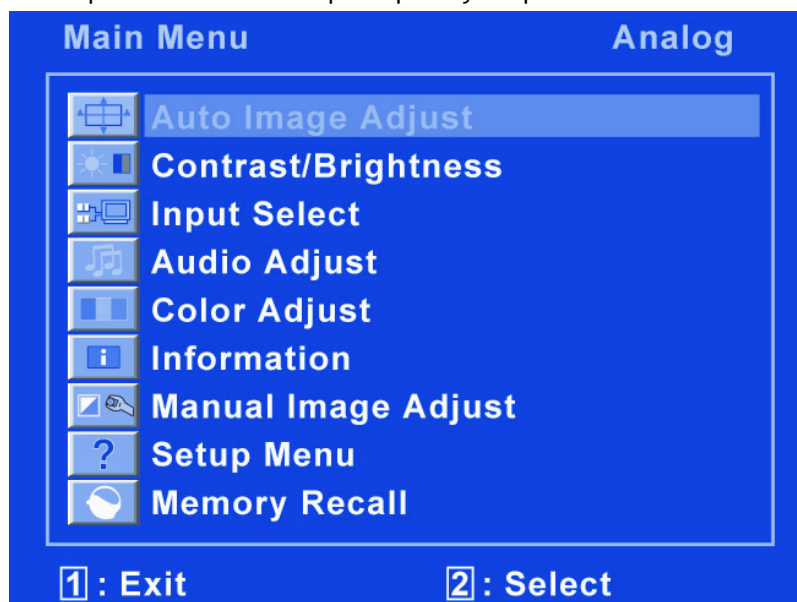 Main Menu Analog
Auto Image Adjust
Contrast/Brightness
Input Select
Audio Adjust
Color Adjust
i Information
Manual Image Adjust
? Setup Menu
Memory Recall
1 : Exit 2 : Select